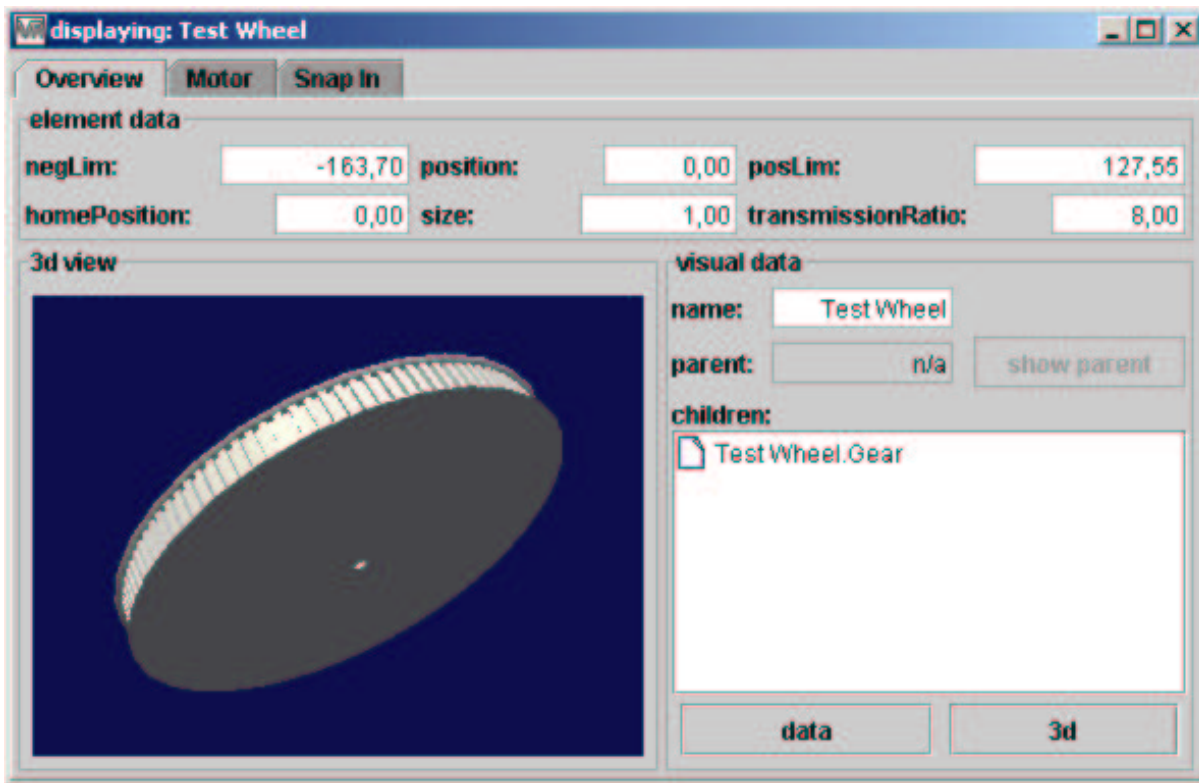 displaying: Test Wheel
Overview Motor Snap In
element data
negLim: -163,70 position: 0,00 posLim: 127,55
homePosition: 0,00 size: 1,00 transmissionRatio: 8,00
3d view
visual data
name: Test Wheel
parent: n/a show parent
children:
Test Wheel.Gear
data 3d